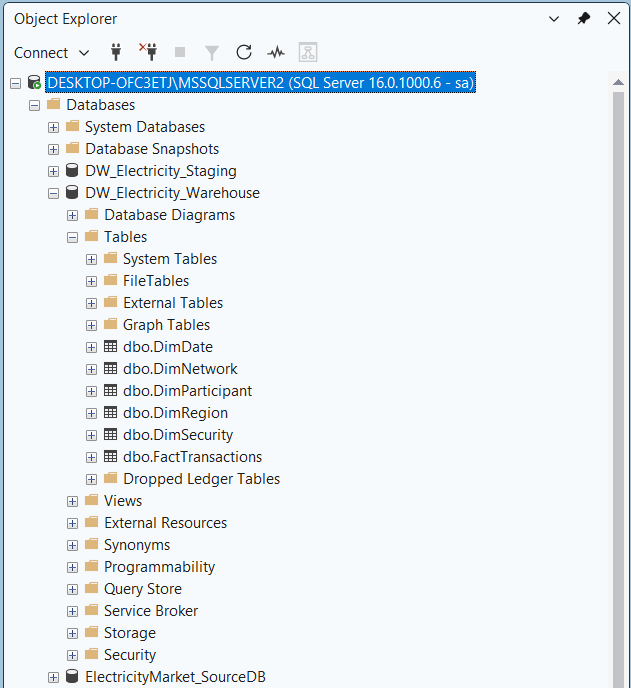 Object Explorer
Connect
DESKTOP-OFC3ETJ\MSSQLSERVER2 (SQL Server 16.0.1000.6 - sa)
Databases
System Databases
Database Snapshots
DW_Electricity_Staging
DW_Electricity_Warehouse
Database Diagrams
Tables
System Tables
FileTables
External Tables
Graph Tables
dbo.DimDate
dbo.DimNetwork
dbo.DimParticipant
dbo.DimRegion
dbo.DimSecurity
dbo.FactTransactions
Dropped Ledger Tables
Views
External Resources
Synonyms
Programmability
Query Store
Service Broker
Storage
Security
ElectricityMarket_SourceDB